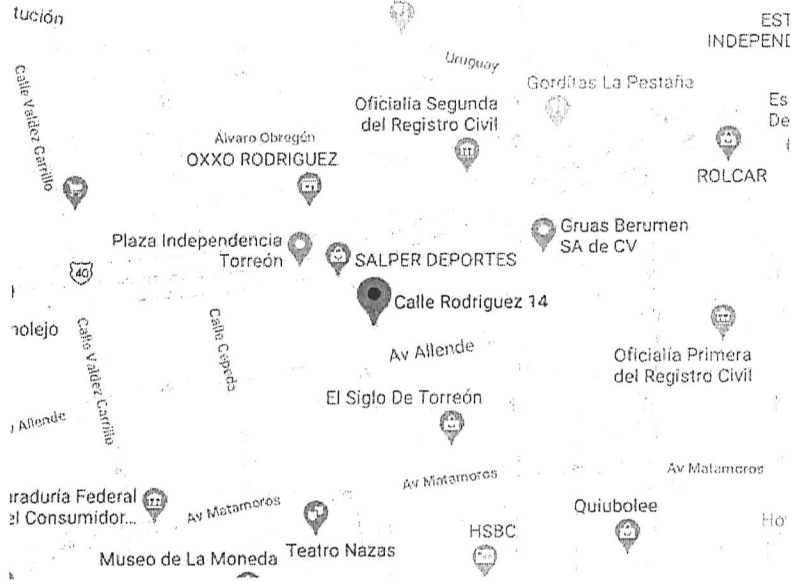 tución
EST
INDEPEND
Uruguay
Gorditas La Pestaña
Calle Valdez Carrillo
Oficialía Segunda
del Registro Civil
Es
De
Álvaro Obregón
OXXO RODRIGUEZ
ROLCAR
Plaza Independencia
Torreón
SALPER DEPORTES
Gruas Berumen
SA de CV
40
Calle Rodriguez 14
nolejo
Calle Valdez Carrillo
Calle Cepeda
Av Allende
Oficialía Primera
del Registro Civil
El Siglo De Torreón
Allende
Av Matamoros
Av Matamoros
Av Matamoros
uraduría Federal
el Consumidor...
Quiubolee
Ho
HSBC
Museo de La Moneda
Teatro Nazas